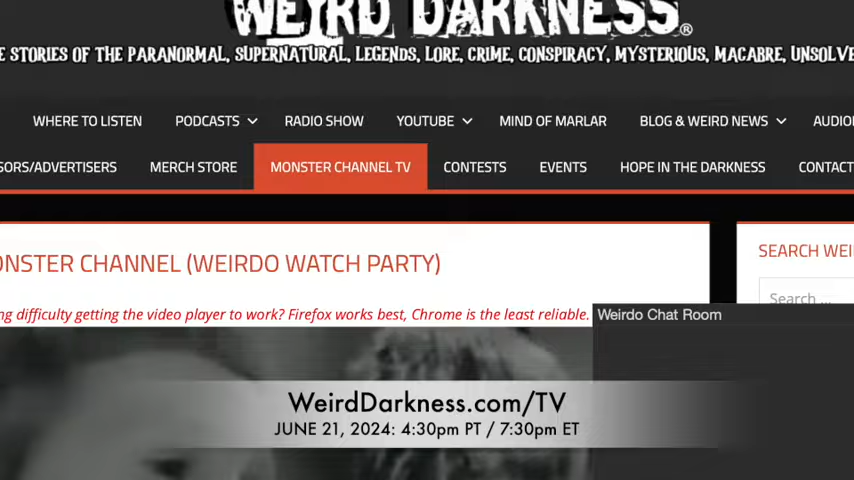 WEIRD DARKNESS®
E STORIES OF THE PARANORMAL, SUPERNATURAL, LEGENDS, LORE, CRIME, CONSPIRACY, MYSTERIOUS, MACABRE, UNSOLVE
WHERE TO LISTEN PODCASTS RADIO SHOW YOUTUBE MIND OF MARLAR BLOG & WEIRD NEWS AUDIO
SORS/ADVERTISERS MERCH STORE MONSTER CHANNEL TV CONTESTS EVENTS HOPE IN THE DARKNESS CONTACT
SEARCH WEI
ONSTER CHANNEL (WEIRDO WATCH PARTY)
Search ...
ng difficulty getting the video player to work? Firefox works best, Chrome is the least reliable.
Weirdo Chat Room
WeirdDarkness.com/TV
JUNE 21, 2024: 4:30pm PT / 7:30pm ET